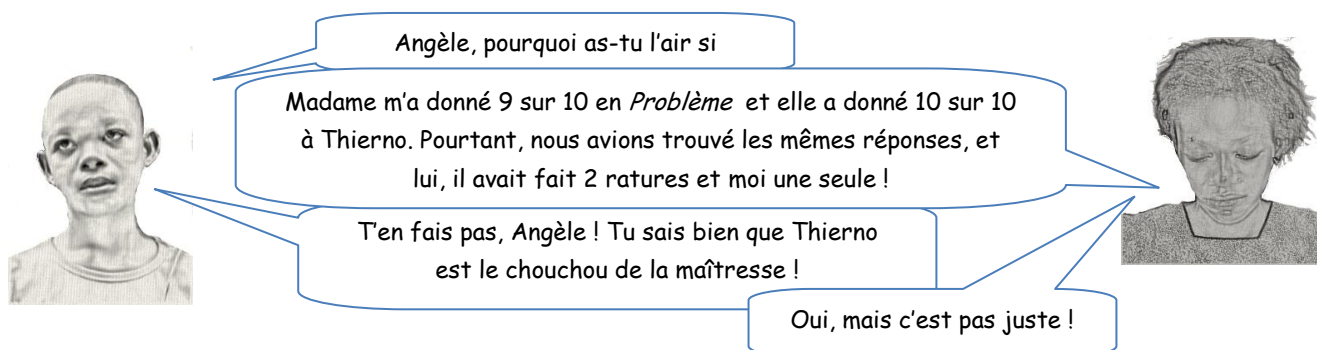 Angèle, pourquoi as-tu l'air si
Madame m'a donné 9 sur 10 en Problème et elle a donné 10 sur 10
à Thierno. Pourtant, nous avions trouvé les mêmes réponses, et
lui, il avait fait 2 ratures et moi une seule !
T'en fais pas, Angèle ! Tu sais bien que Thierno
est le chouchou de la maîtresse !
Oui, mais c'est pas juste !